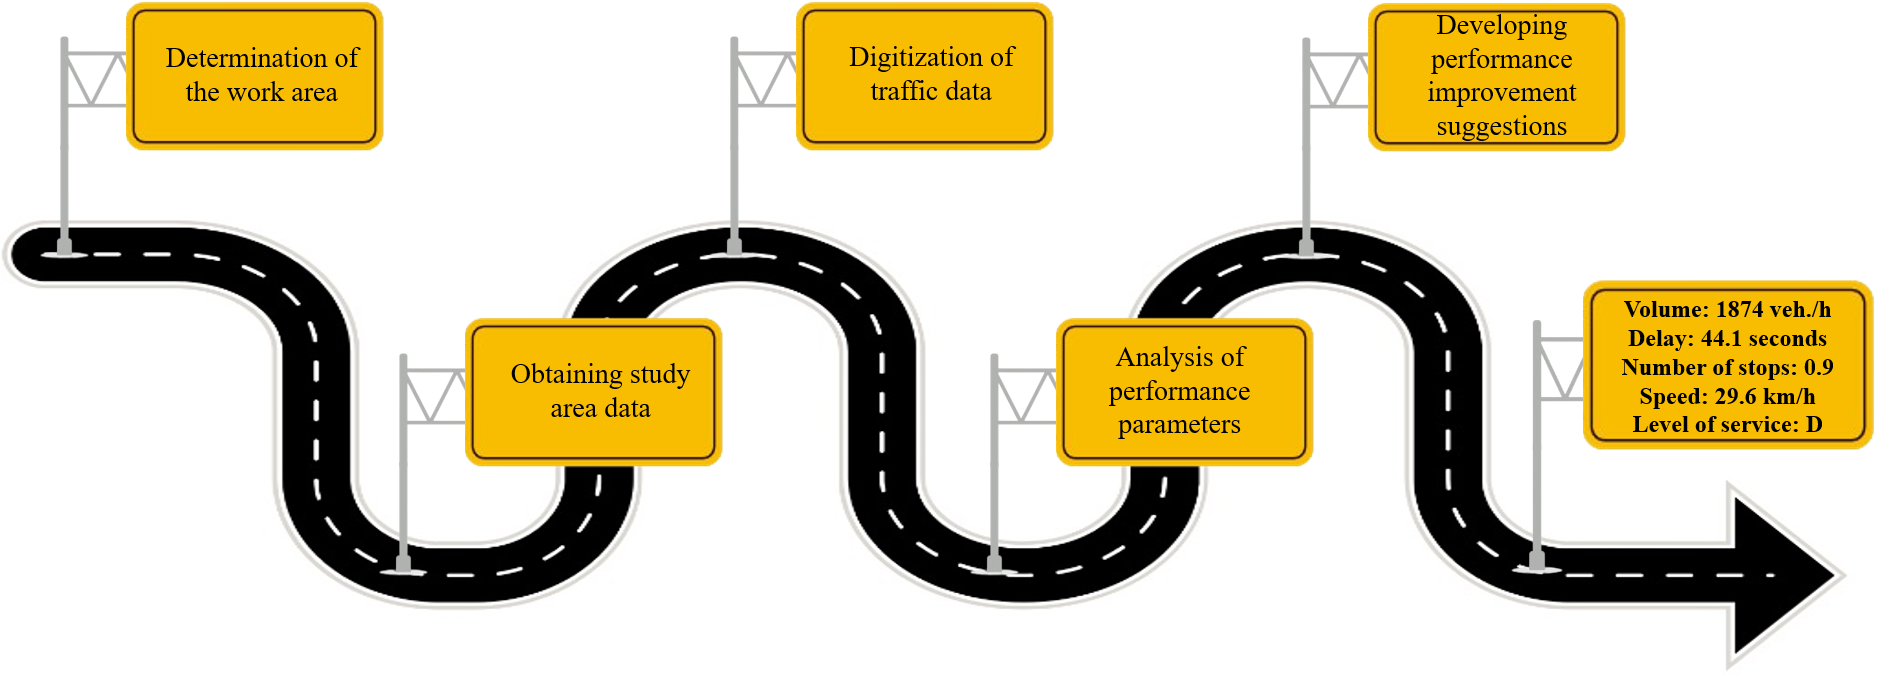 Determination of
the work area
Obtaining study
area data
Digitization of
traffic data
Analysis of
performance
parameters
Developing
performance
improvement
suggestions
Volume: 1874 veh./h
Delay: 44.1 seconds
Number of stops: 0.9
Speed: 29.6 km/h
Level of service: D